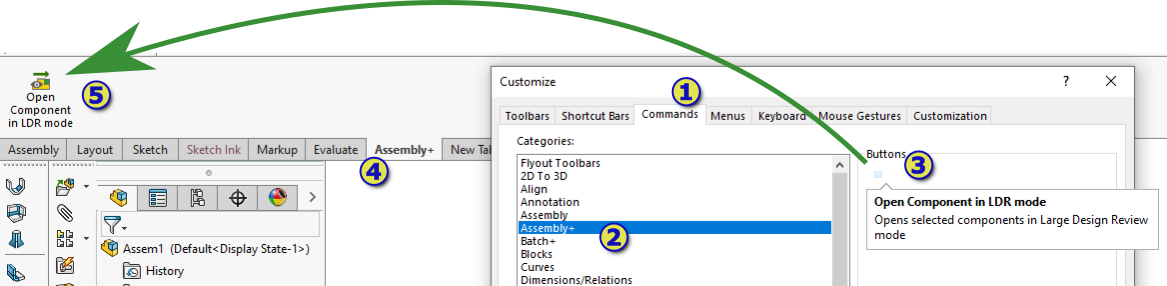 Open
Component
in LDR mode
5
Customize
?
1
Toolbars Shortcut Bars Commands Menus Keyboard Mouse Gestures Customization
Assembly Layout Sketch Sketch Ink Markup Evaluate Assembly+ New Tab
4
Categories:
Flyout Toolbars
2D To 3D
Align
Annotation
Assembly
Assembly+
2
Batch+
Blocks
Curves
Dimensions/Relations
Buttons
3
Open Component in LDR mode
Opens selected components in Large Design Review
mode
Assem1 (Default<Display State-1>)
History